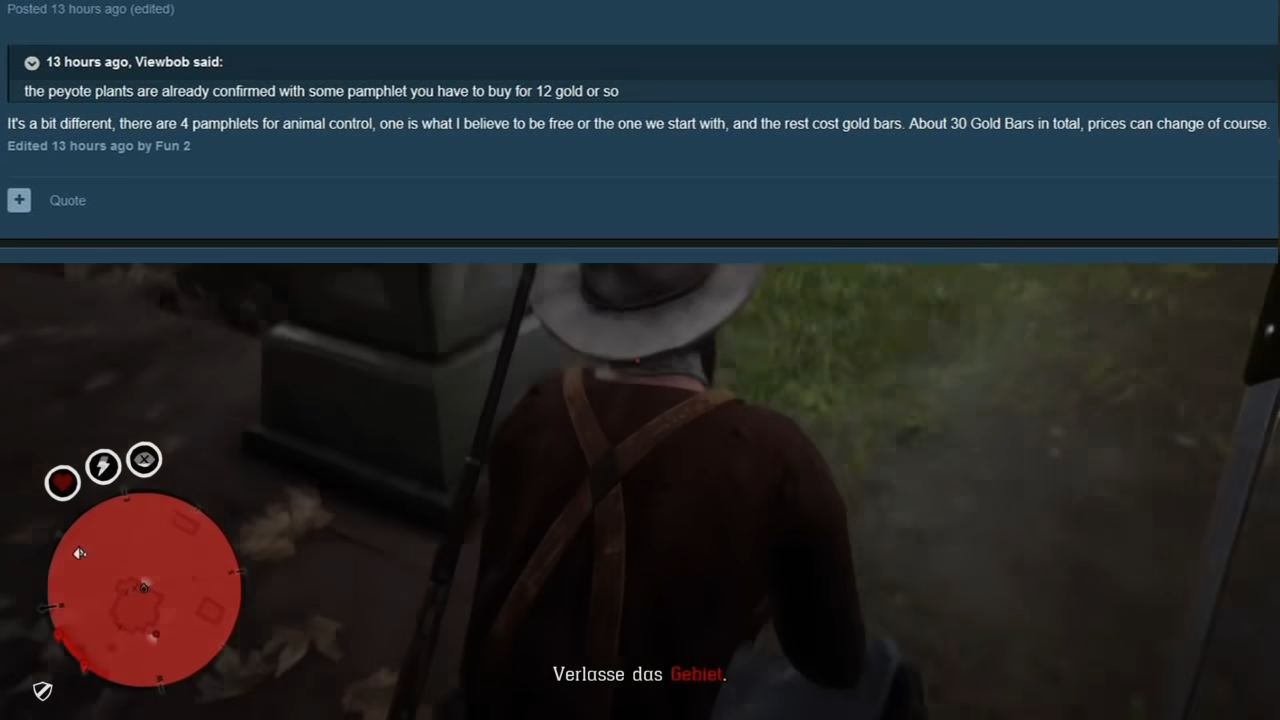 Posted 13 hours ago (edited)
13 hours ago, Viewbob said:
the peyote plants are already confirmed with some pamphlet you have to buy for 12 gold or so
It's a bit different, there are 4 pamphlets for animal control, one is what I believe to be free or the one we start with, and the rest cost gold bars. About 30 Gold Bars in total, prices can change of course.
Edited 13 hours ago by Fun 2
+ Quote
Verlasse das Gebiet.